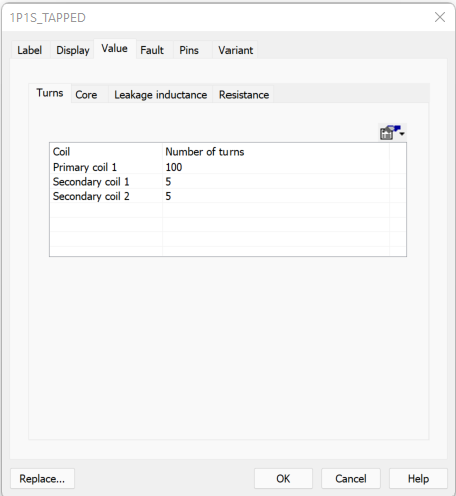 1P1S_TAPPED
Label Display Value Fault Pins Variant
Turns Core Leakage inductance Resistance
Coil Number of turns
Primary coil 1 100
Secondary coil 1 5
Secondary coil 2 5
Replace... OK Cancel Help